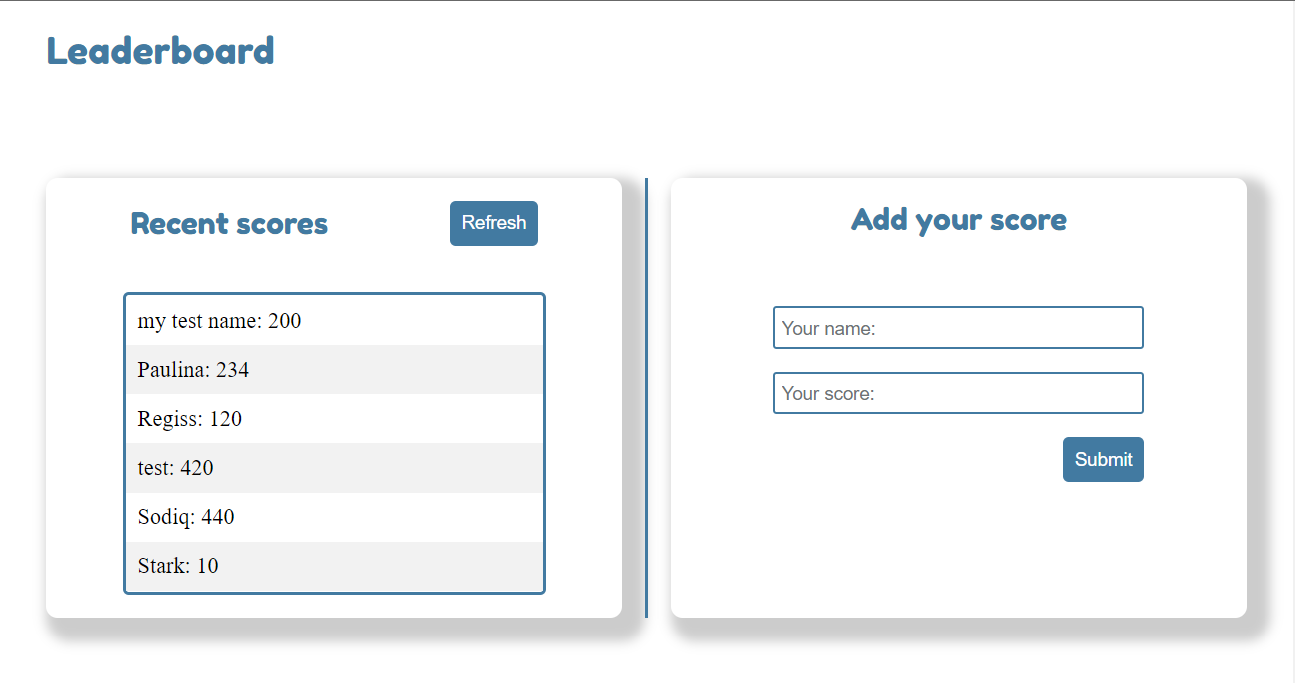 Leaderboard
Recent scores
Refresh
my test name: 200
Paulina: 234
Regiss: 120
test: 420
Sodiq: 440
Stark: 10
Add your score
Your name:
Your score:
Submit